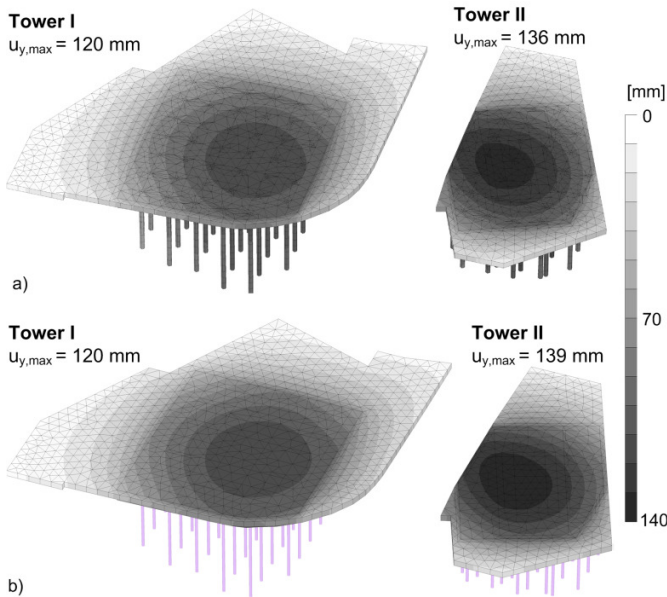 Tower I
u_y,max = 120 mm
Tower II
u_y,max = 136 mm
[mm]
0
70
140
a)
Tower I
u_y,max = 120 mm
Tower II
u_y,max = 139 mm
b)